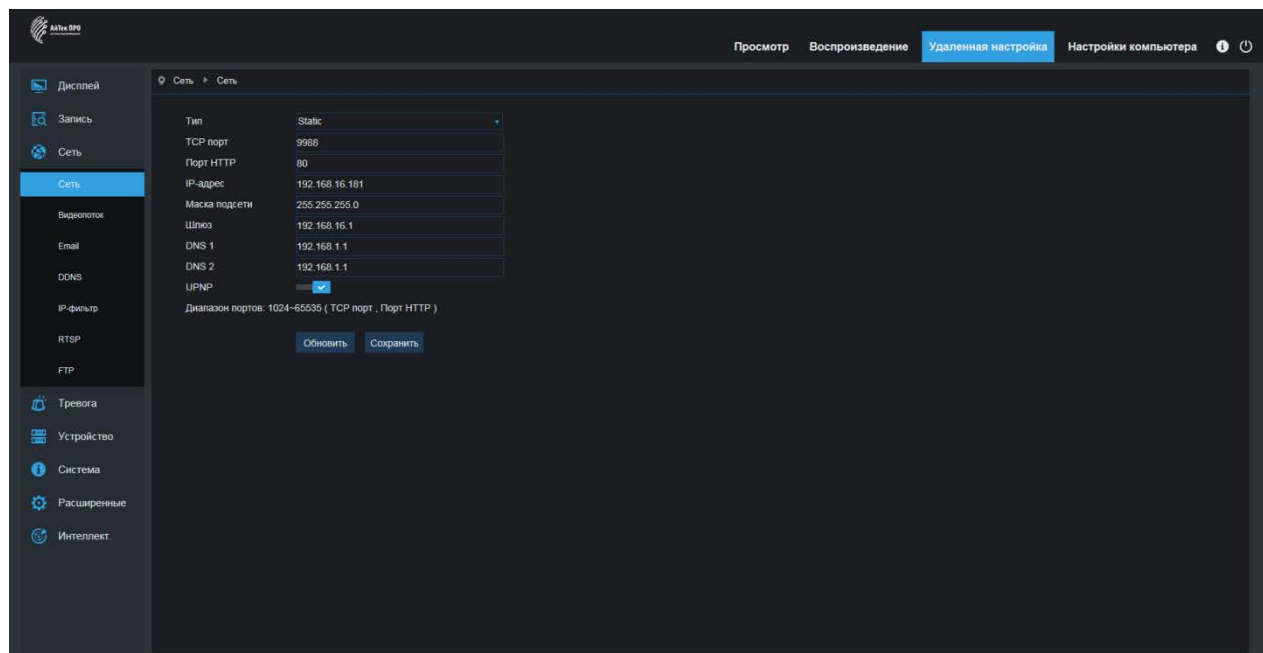 АйТек ПРО
Просмотр Воспроизведение Удаленная настройка Настройки компьютера
Дисплей
Запись
Сеть
Сеть
Видеопоток
Email
DDNS
IP-фильтр
RTSP
FTP
Тревога
Устройство
Система
Расширенные
Интеллект.
Сеть Сеть
Тип Static
TCP порт 9988
Порт HTTP 80
IP-адрес 192.168.16.181
Маска подсети 255.255.255.0
Шлюз 192.168.16.1
DNS 1 192.168.1.1
DNS 2 192.168.1.1
UPNP
Диапазон портов: 1024~65535 ( TCP порт , Порт HTTP )
Обновить Сохранить